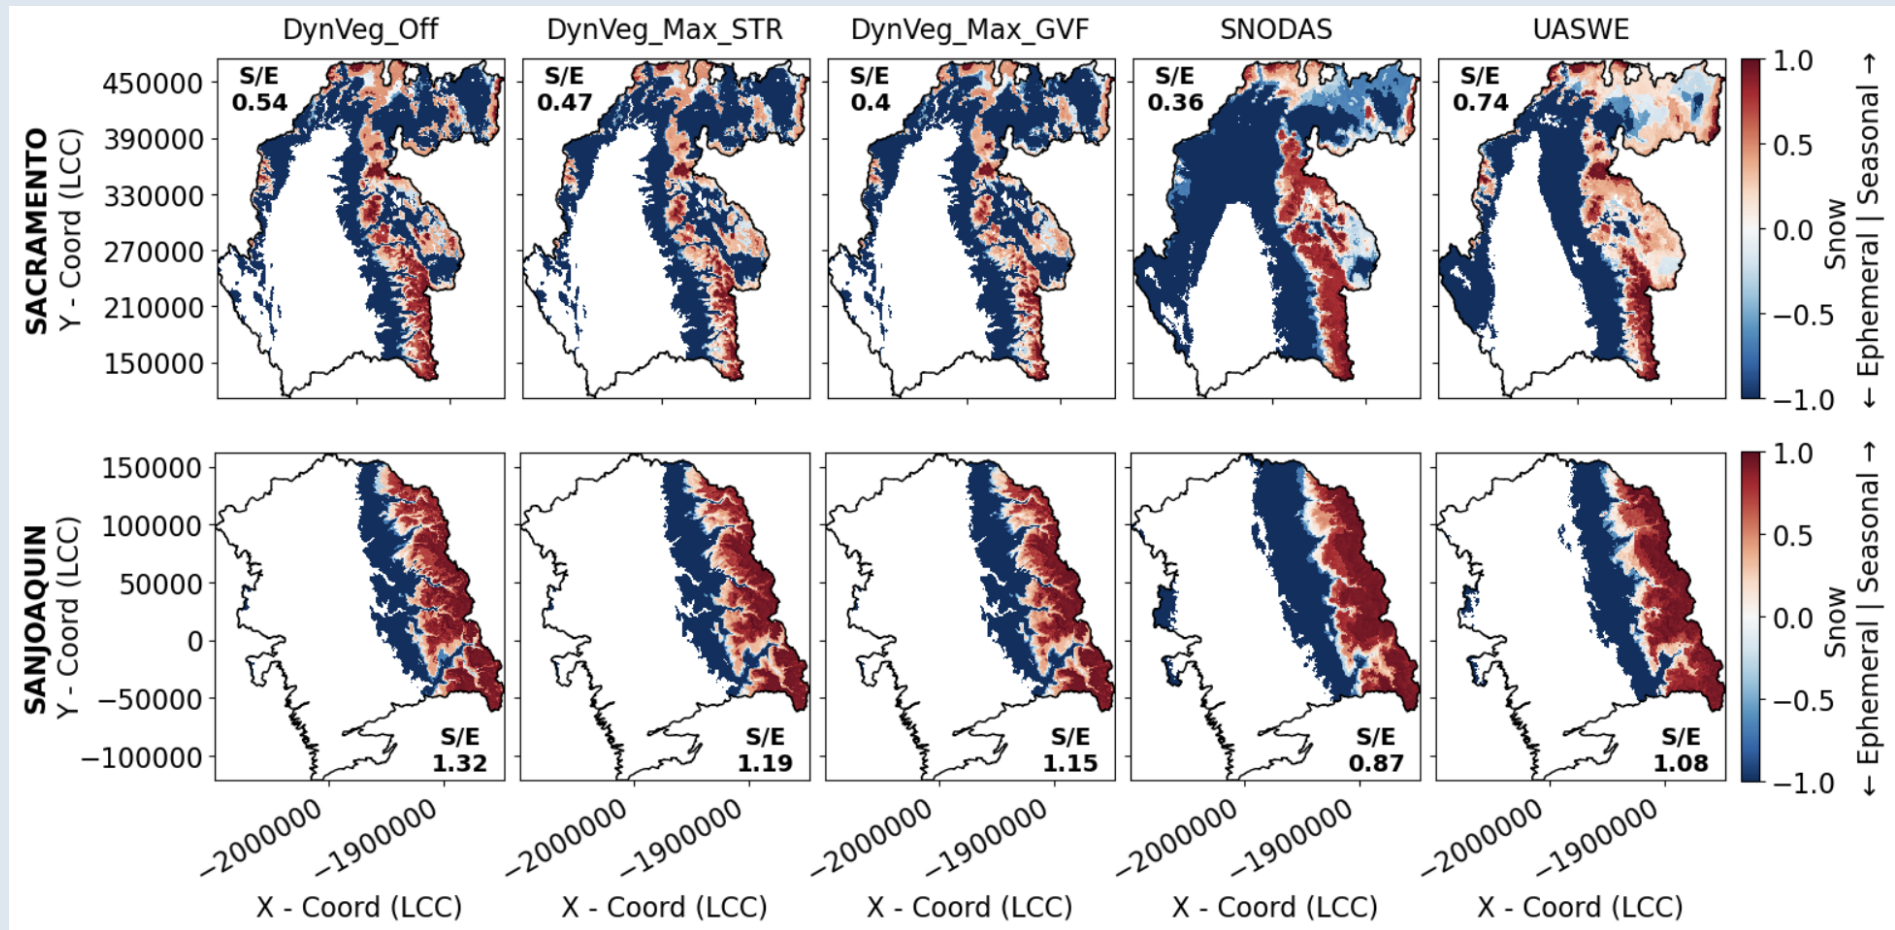 DynVeg_Off DynVeg_Max_STR DynVeg_Max_GVF SNODAS UASWE
SACRAMENTO
Y - Coord (LCC)
450000
390000
330000
270000
210000
150000
S/E
0.54
S/E
0.47
S/E
0.4
S/E
0.36
S/E
0.74
1.0
0.5
0.0
−0.5
−1.0
Snow
← Ephemeral | Seasonal →
SANJOAQUIN
Y - Coord (LCC)
150000
100000
50000
0
−50000
−100000
S/E
1.32
S/E
1.19
S/E
1.15
S/E
0.87
S/E
1.08
1.0
0.5
0.0
−0.5
−1.0
Snow
← Ephemeral | Seasonal →
−2000000 −1900000 −2000000 −1900000 −2000000 −1900000 −2000000 −1900000 −2000000 −1900000
X - Coord (LCC) X - Coord (LCC) X - Coord (LCC) X - Coord (LCC) X - Coord (LCC)